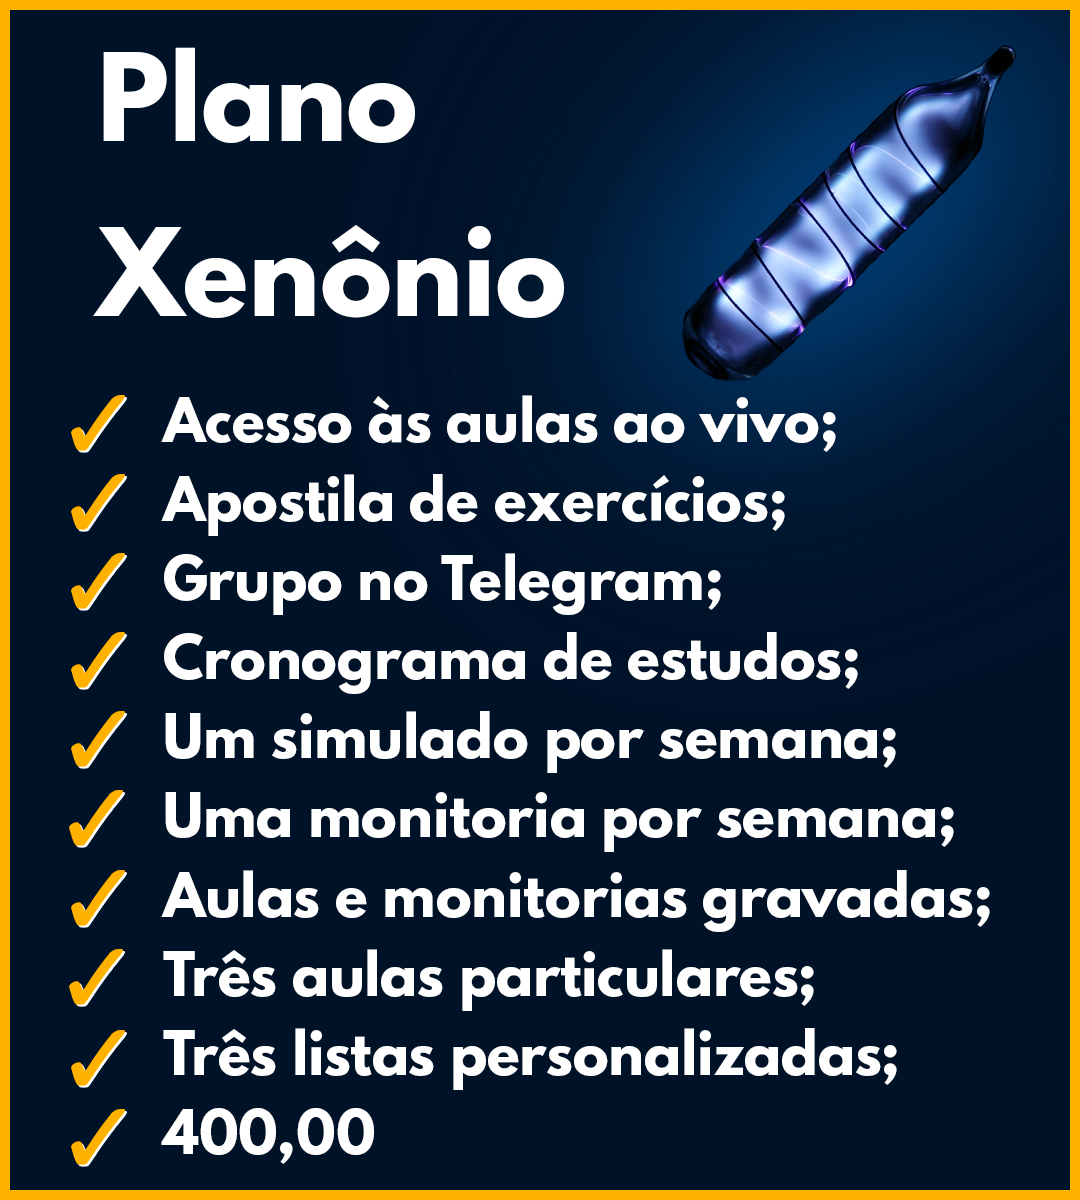 Plano
Xenônio
Acesso às aulas ao vivo;
Apostila de exercícios;
Grupo no Telegram;
Cronograma de estudos;
Um simulado por semana;
Uma monitoria por semana;
Aulas e monitorias gravadas;
Três aulas particulares;
Três listas personalizadas;
400,00